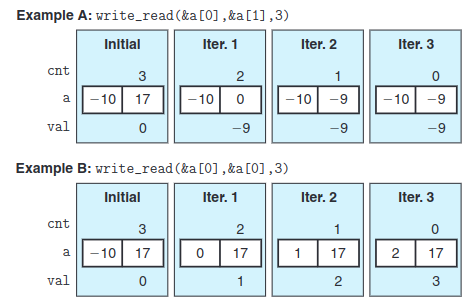 Example A: write_read(&a[0],&a[1],3)
Initial Iter. 1 Iter. 2 Iter. 3
cnt 3 2 1 0
a −10 17 −10 0 −10 −9 −10 −9
val 0 −9 −9 −9
Example B: write_read(&a[0],&a[0],3)
Initial Iter. 1 Iter. 2 Iter. 3
cnt 3 2 1 0
a −10 17 0 17 1 17 2 17
val 0 1 2 3